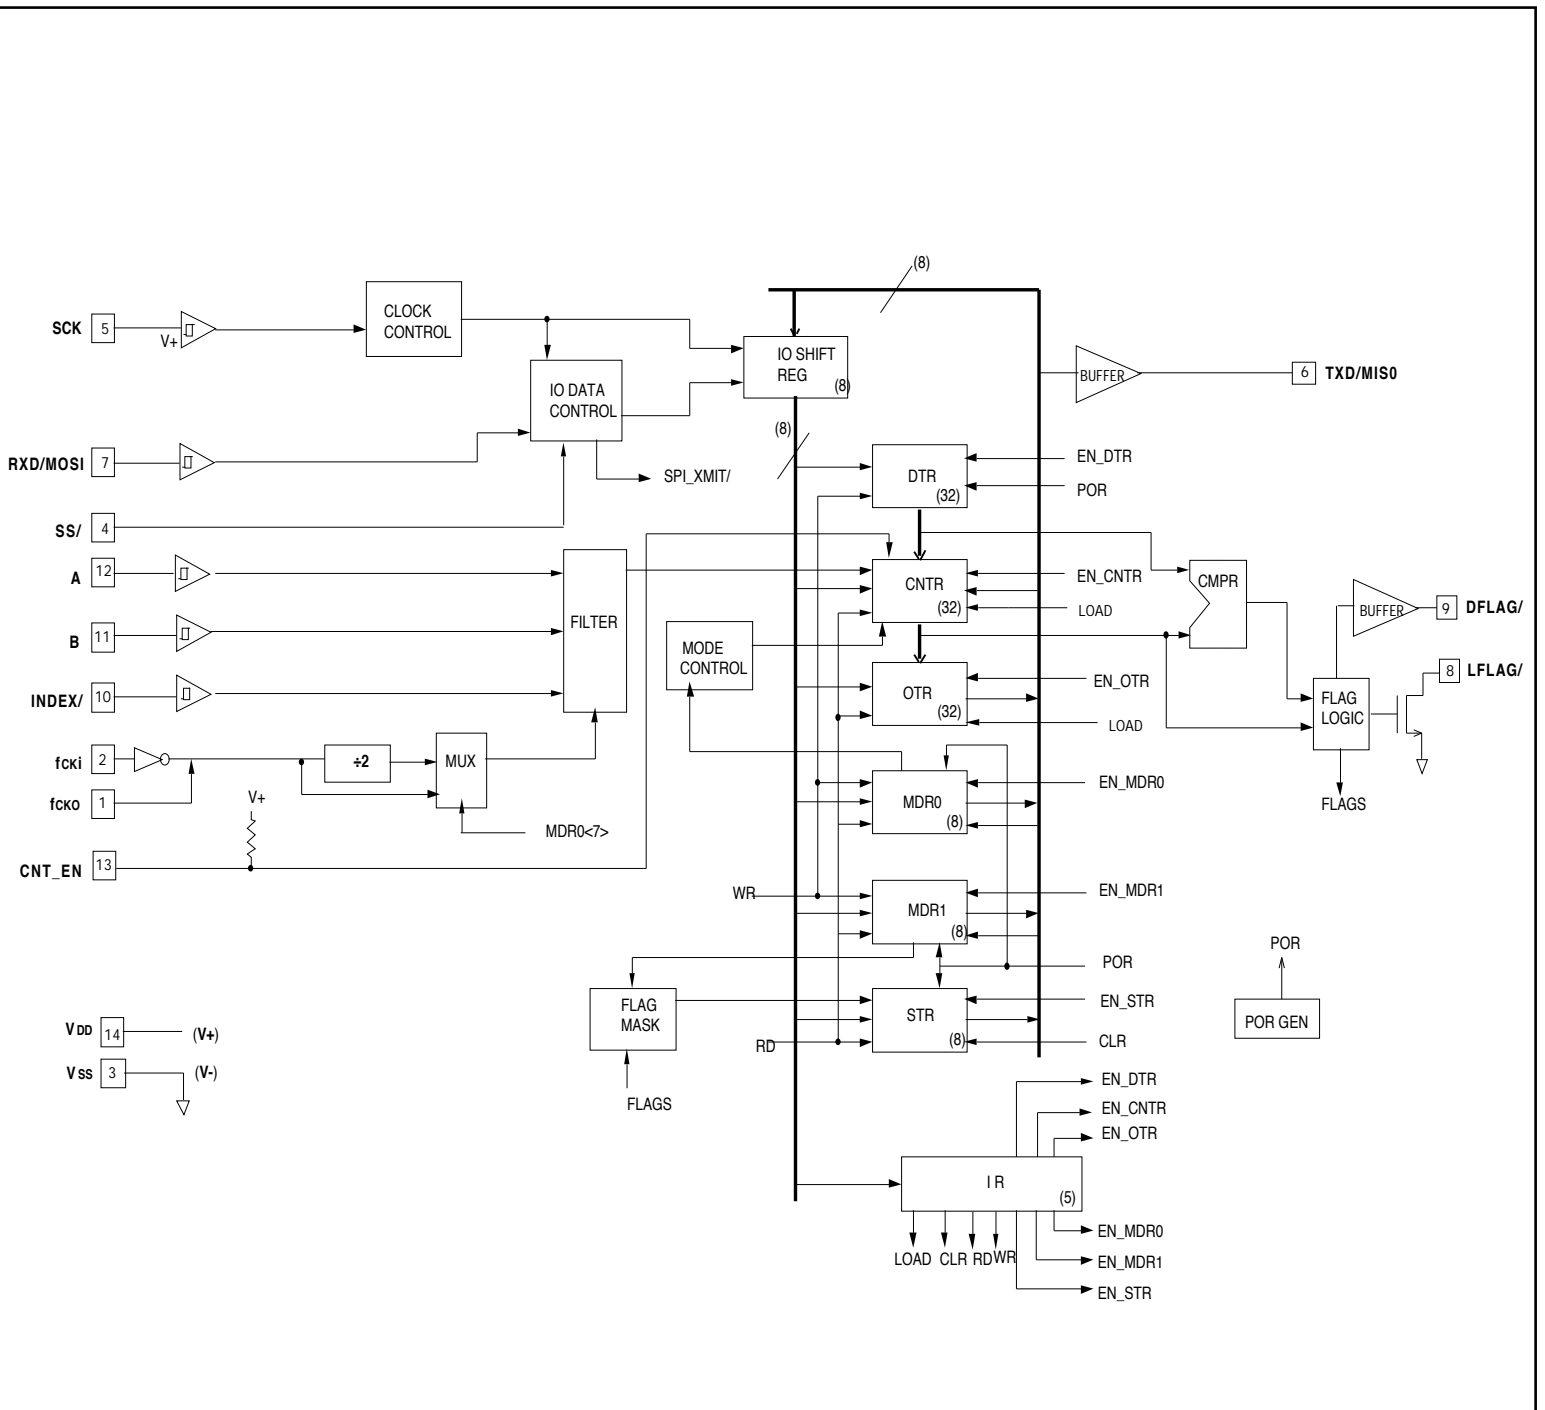 (8)
SCK 5
V+
CLOCK
CONTROL
IO SHIFT
REG
(8)
IO DATA
CONTROL
BUFFER
6 TXD/MIS0
(8)
RXD/MOSI 7
SPI_XMIT/
DTR
(32)
EN_DTR
POR
SS/ 4
A 12
B 11
INDEX/ 10
FILTER
CNTR
(32)
EN_CNTR
LOAD
CMPR
BUFFER
9 DFLAG/
MODE
CONTROL
OTR
(32)
EN_OTR
LOAD
FLAG
LOGIC
8 LFLAG/
FLAGS
fCKi 2
fCKO 1
÷2
MUX
V+
MDR0<7>
MDR0
(8)
EN_MDR0
CNT_EN 13
WR
MDR1
(8)
EN_MDR1
POR
POR
POR GEN
FLAG
MASK
FLAGS
STR
(8)
EN_STR
CLR
RD
VDD 14 (V+)
VSS 3 (V-)
EN_DTR
EN_CNTR
EN_OTR
I R
(5)
LOAD CLR RD WR
EN_MDR0
EN_MDR1
EN_STR